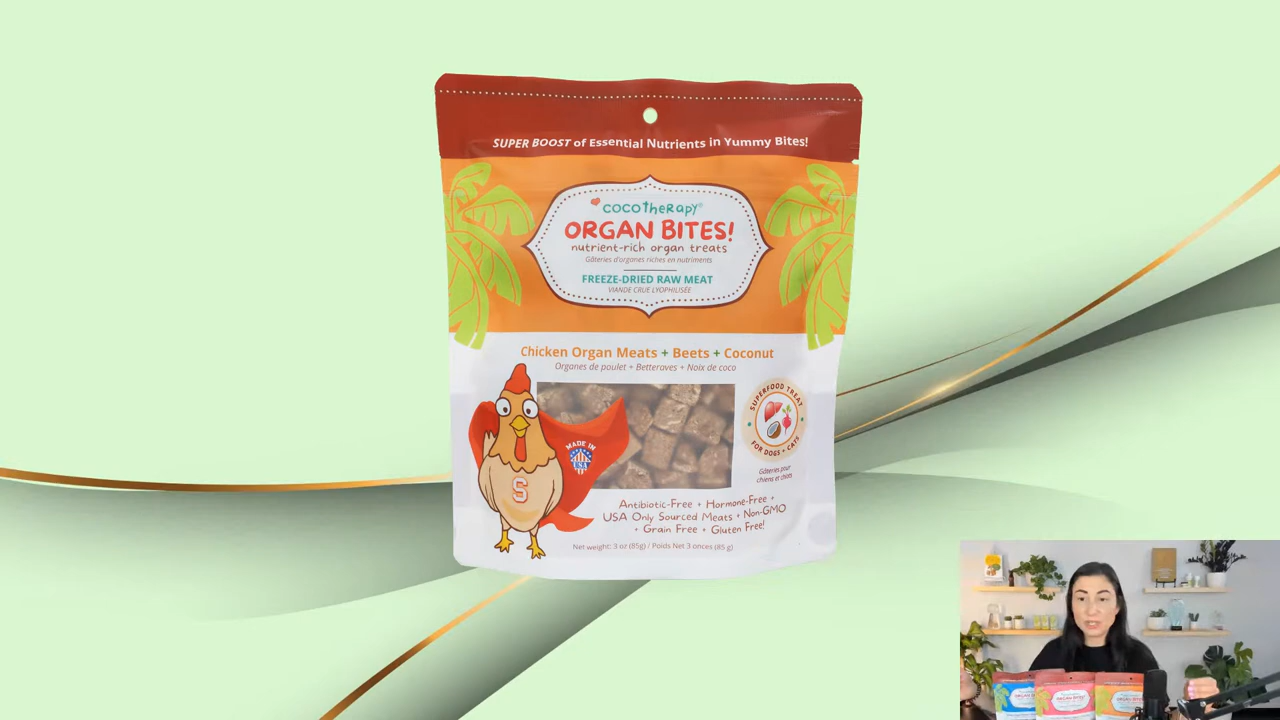 SUPER BOOST of Essential Nutrients in Yummy Bites!
COCOTHERAPY®
ORGAN BITES!
nutrient-rich organ treats
Gâteries d'organes riches en nutriments
FREEZE-DRIED RAW MEAT
VIANDE CRUE LYOPHILISÉE
Chicken Organ Meats + Beets + Coconut
Organes de poulet + Betteraves + Noix de coco
SUPERFOOD TREAT
FOR DOGS + CATS
MADE IN
USA
S
Gâteries pour
chiens et chats
Antibiotic-Free + Hormone-Free +
USA Only Sourced Meats + Non-GMO
+ Grain Free + Gluten Free!
Net weight: 3 oz (85g) / Poids Net 3 onces (85 g)